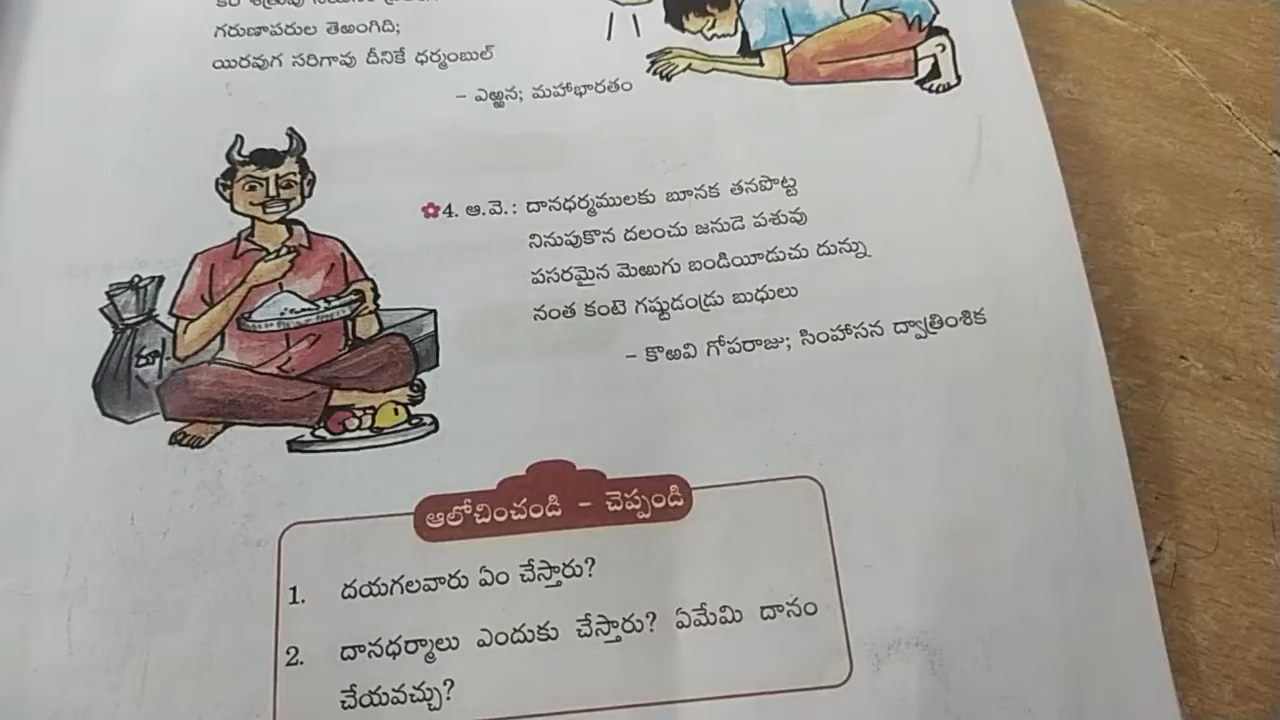 గరుణాపరుల తెఱంగిది;
యిరవుగ సరిగావు దీనికే ధర్మంబుల్
– ఎఱ్ఱన; మహాభారతం
4. ఆ.వె.: దానధర్మములకు బూనక తనపొట్ట
నినుపుకొన దలంచు జనుడె పశువు
పసరమైన మెఱుగు బండియీడుచు దున్ను
నంత కంటె గష్టుడండ్రు బుధులు
– కొఱవి గోపరాజు; సింహాసన ద్వాత్రింశిక
రూ
ఆలోచించండి – చెప్పండి
1. దయగలవారు ఏం చేస్తారు?
2. దానధర్మాలు ఎందుకు చేస్తారు? ఏమేమి దానం
చేయవచ్చు?